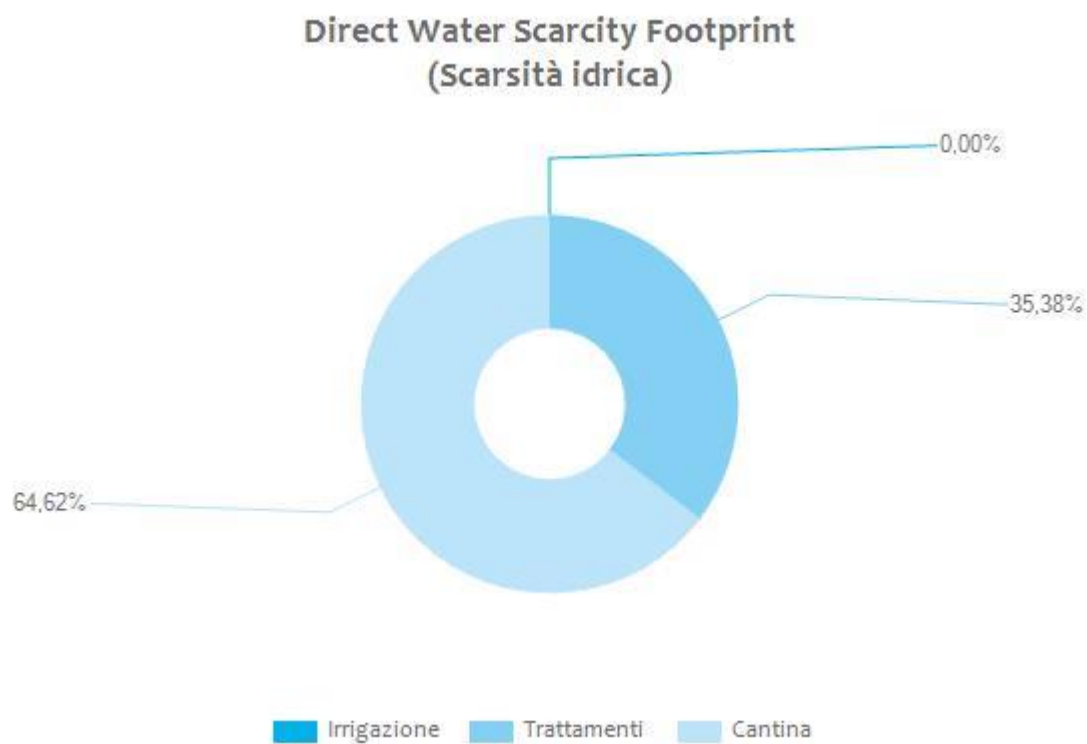 Direct Water Scarcity Footprint
(Scarsità idrica)
0,00%
35,38%
64,62%
Irrigazione Trattamenti Cantina